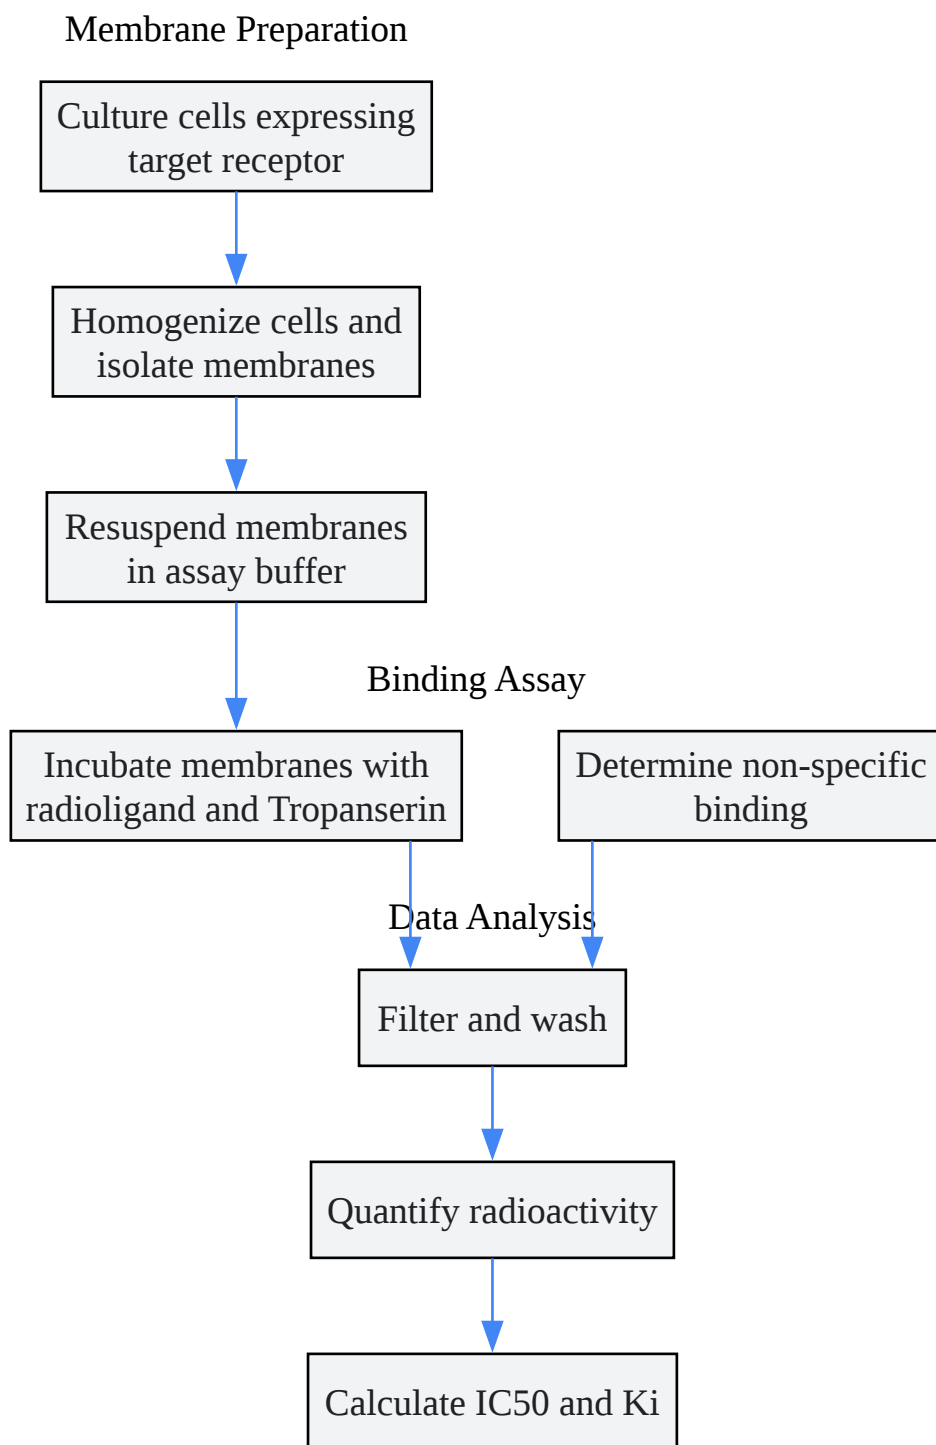 Membrane Preparation
Culture cells expressing
target receptor
Homogenize cells and
isolate membranes
Resuspend membranes
in assay buffer
Binding Assay
Incubate membranes with
radioligand and Tropanserin
Determine non-specific
binding
Data Analysis
Filter and wash
Quantify radioactivity
Calculate IC50 and Ki